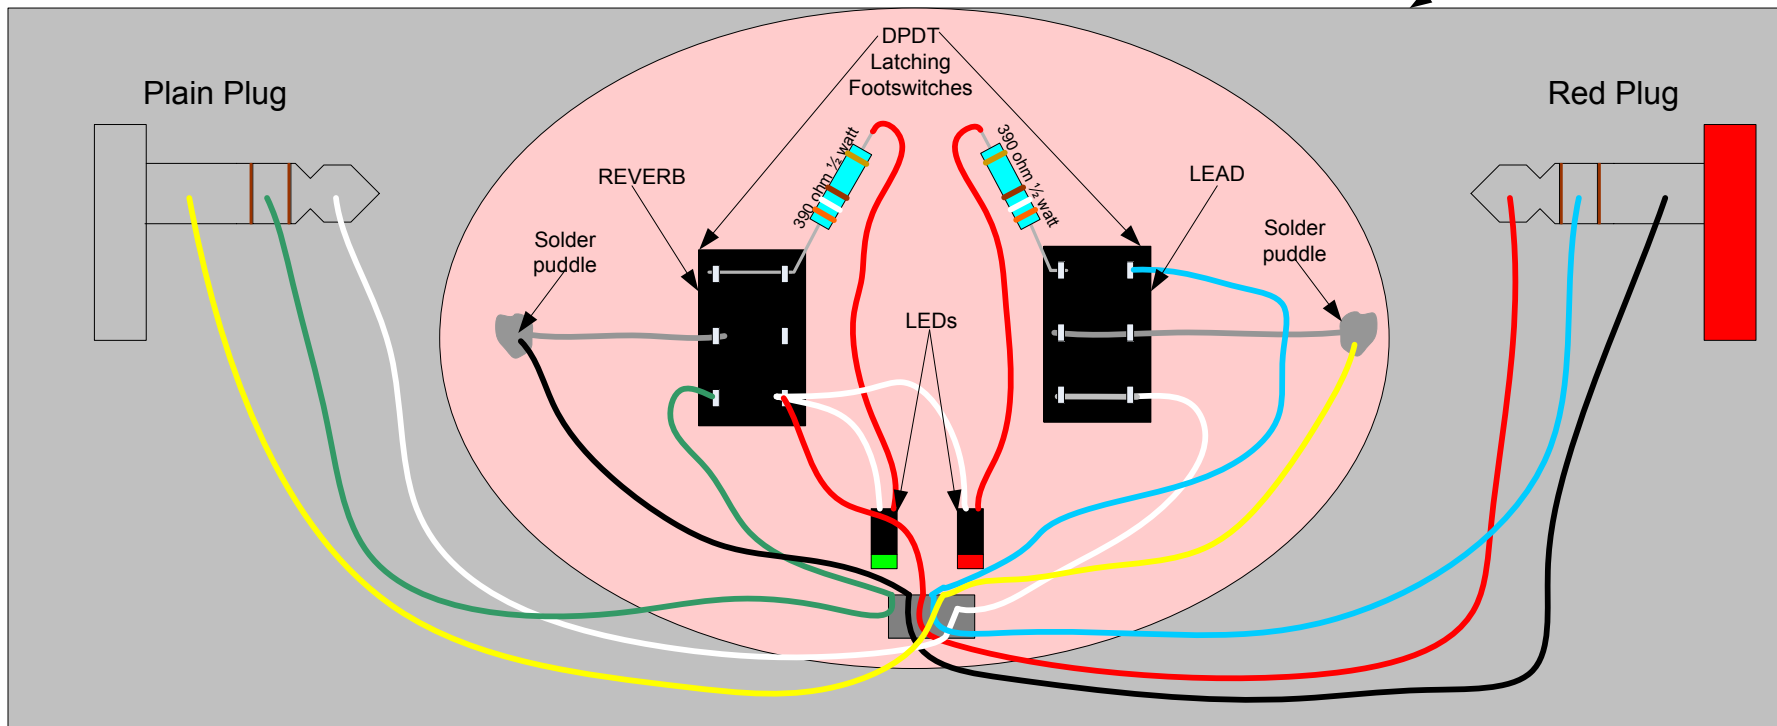 DPDT
Latching
Footswitches
Plain Plug
Red Plug
390 ohm ½ watt
390 ohm ½ watt
REVERB
LEAD
Solder
puddle
Solder
puddle
LEDs